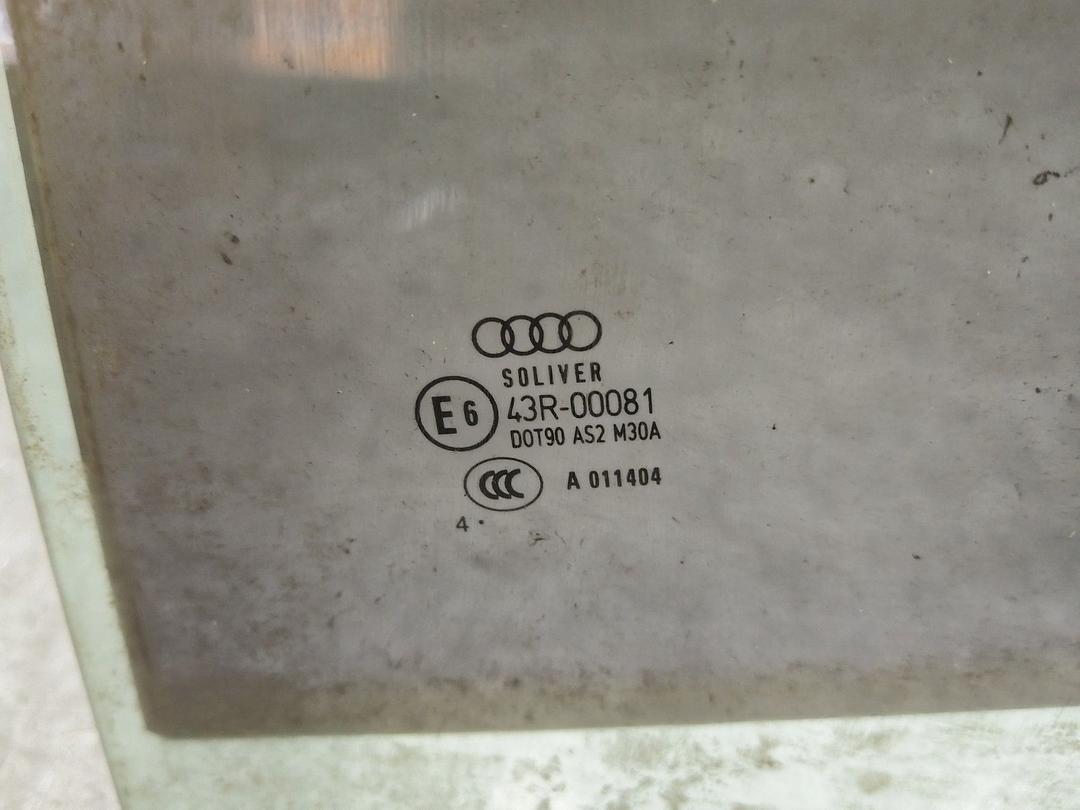 SOLIVER
E6 43R-00081
DOT90 AS2 M30A
CCC A 011404
4 .